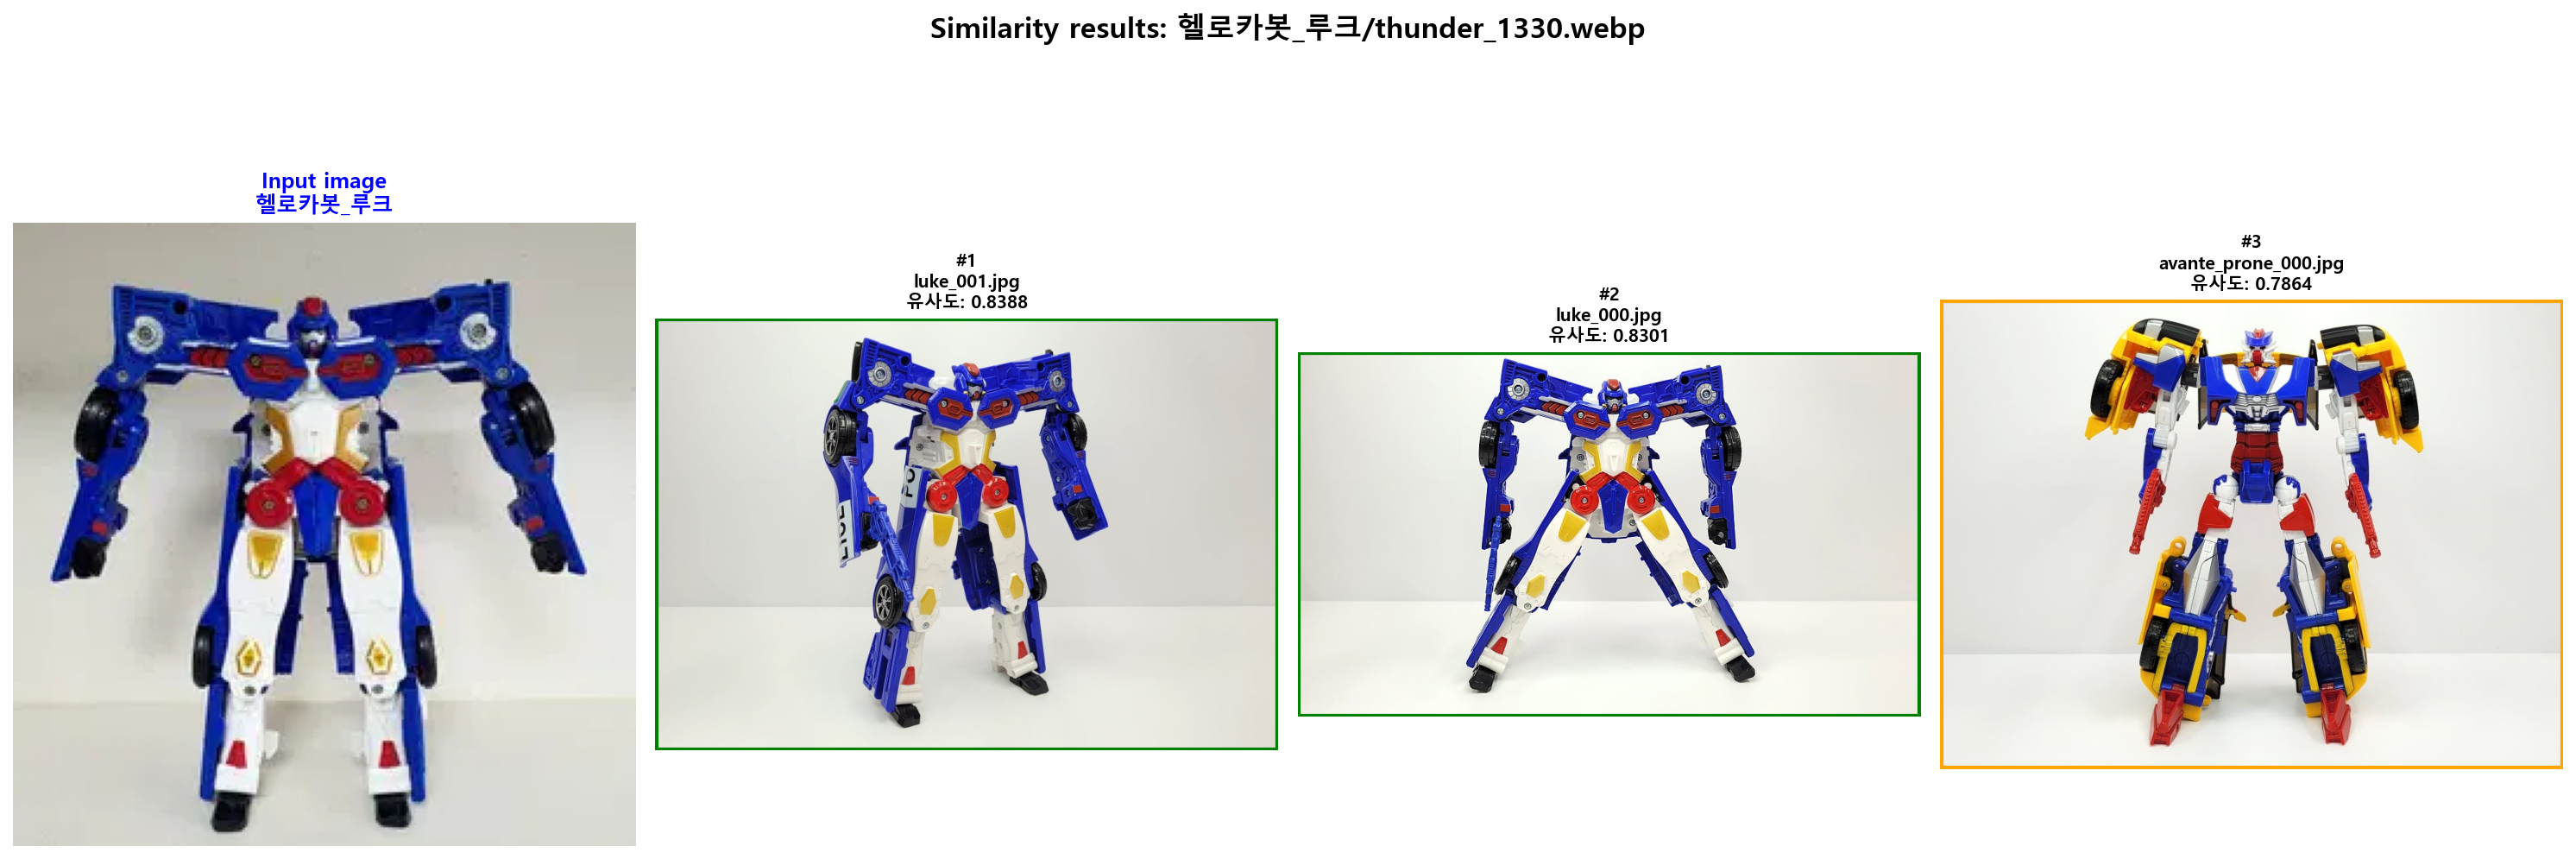 Similarity results: 헬로카봇_루크/thunder_1330.webp
Input image
헬로카봇_루크
#1
luke_001.jpg
유사도: 0.8388
#2
luke_000.jpg
유사도: 0.8301
#3
avante_prone_000.jpg
유사도: 0.7864